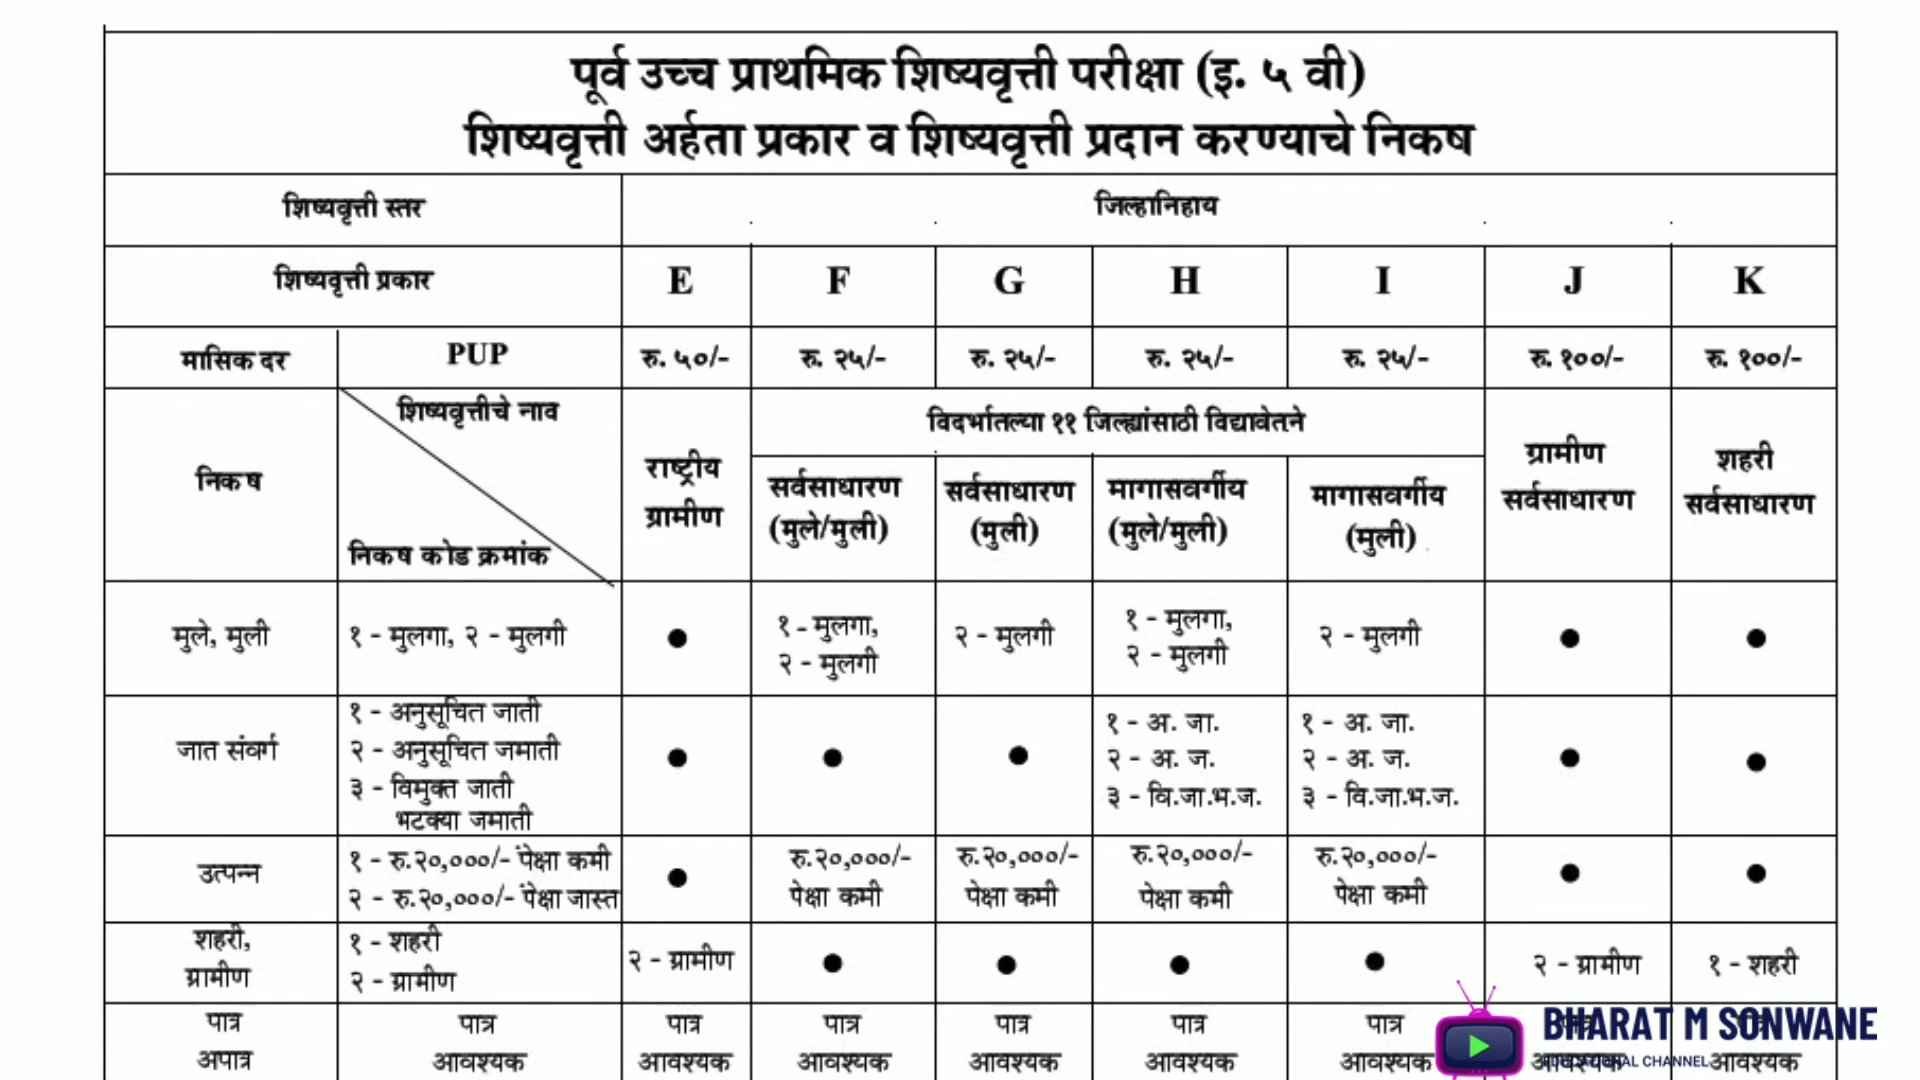 पूर्व उच्च प्राथमिक शिष्यवृत्ती परीक्षा (इ. ५ वी)
शिष्यवृत्ती अर्हता प्रकार व शिष्यवृत्ती प्रदान करण्याचे निकष
शिष्यवृत्ती स्तर जिल्हानिहाय
शिष्यवृत्ती प्रकार E F G H I J K
मासिक दर PUP रु. ५०/- रु. २५/- रु. २५/- रु. २५/- रु. २५/- रु. १००/- रु. १००/-
निकष
शिष्यवृत्तीचे नाव
निकष कोड क्रमांक
राष्ट्रीय
ग्रामीण
विदर्भातल्या ११ जिल्ह्यांसाठी विद्यावेतने
सर्वसाधारण
(मुले/मुली)
सर्वसाधारण
(मुली)
मागासवर्गीय
(मुले/मुली)
मागासवर्गीय
(मुली)
ग्रामीण
सर्वसाधारण
शहरी
सर्वसाधारण
मुले, मुली
१ - मुलगा, २ - मुलगी
●
१ - मुलगा,
२ - मुलगी
२ - मुलगी
१ - मुलगा,
२ - मुलगी
२ - मुलगी
●
●
जात संवर्ग
१ - अनुसूचित जाती
२ - अनुसूचित जमाती
३ - विमुक्त जाती
भटक्या जमाती
●
●
●
१ - अ. जा.
२ - अ. ज.
३ - वि.जा.भ.ज.
१ - अ. जा.
२ - अ. ज.
३ - वि.जा.भ.ज.
●
●
उत्पन्न
१ - रु.२०,०००/- पेक्षा कमी
२ - रु.२०,०००/- पेक्षा जास्त
●
रु.२०,०००/-
पेक्षा कमी
रु.२०,०००/-
पेक्षा कमी
रु.२०,०००/-
पेक्षा कमी
रु.२०,०००/-
पेक्षा कमी
●
●
शहरी,
ग्रामीण
१ - शहरी
२ - ग्रामीण
२ - ग्रामीण
●
●
●
●
२ - ग्रामीण
१ - शहरी
पात्र
अपात्र
पात्र
आवश्यक
पात्र
आवश्यक
पात्र
आवश्यक
पात्र
आवश्यक
पात्र
आवश्यक
पात्र
आवश्यक
आवश्यक
आवश्यक
BHARAT M SONWANE
EDUCATIONAL CHANNEL